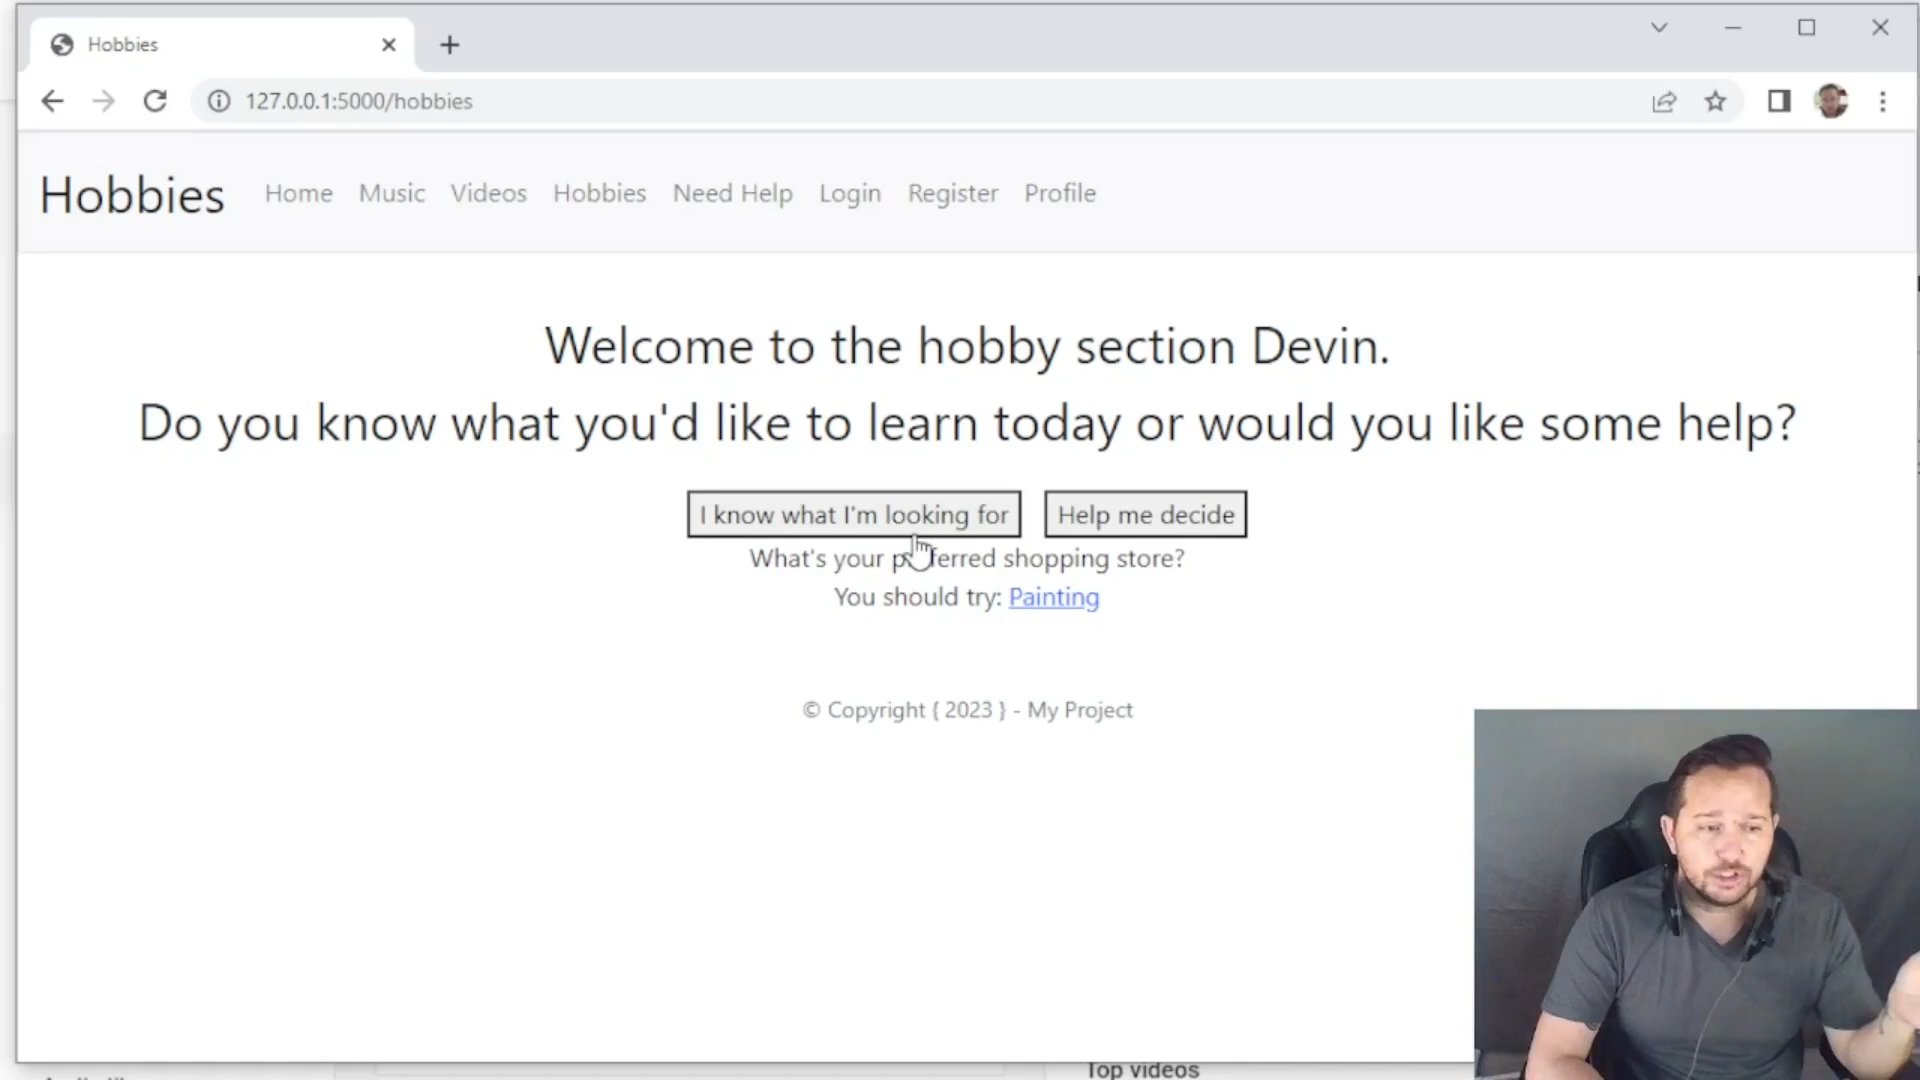 Hobbies
127.0.0.1:5000/hobbies
Hobbies Home Music Videos Hobbies Need Help Login Register Profile
Welcome to the hobby section Devin.
Do you know what you'd like to learn today or would you like some help?
I know what I'm looking for Help me decide
What's your preferred shopping store?
You should try: Painting
© Copyright { 2023 } - My Project
Top videos